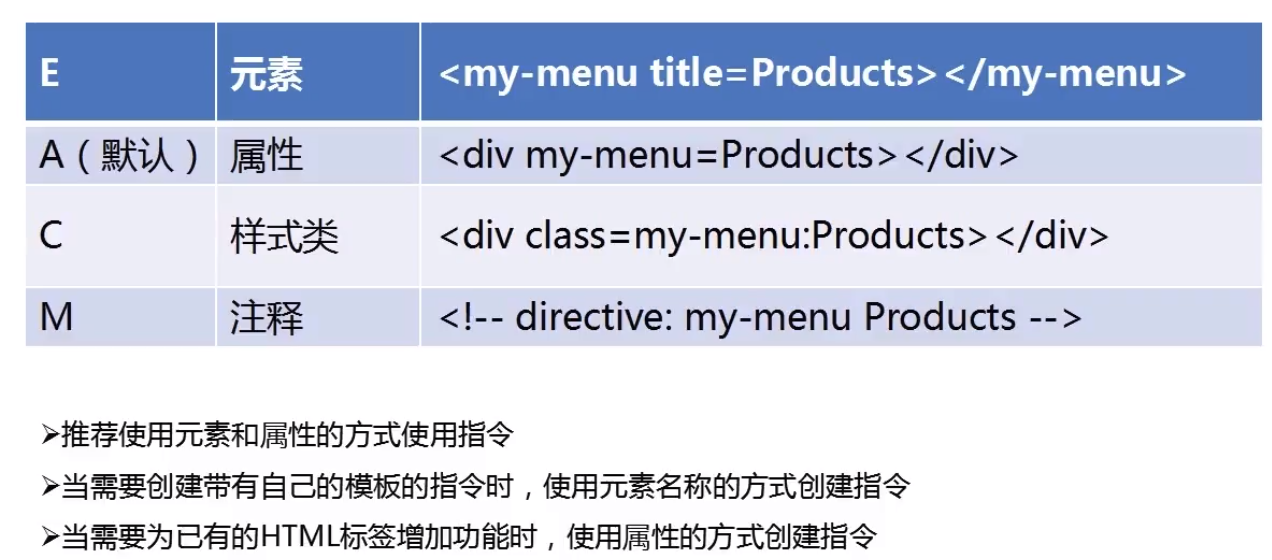 E 元素 <my-menu title=Products></my-menu>
A(默认) 属性 <div my-menu=Products></div>
C 样式类 <div class=my-menu:Products></div>
M 注释 <!-- directive: my-menu Products -->
➢推荐使用元素和属性的方式使用指令
➢当需要创建带有自己的模板的指令时，使用元素名称的方式创建指令
➢当需要为已有的HTML标签增加功能时，使用属性的方式创建指令